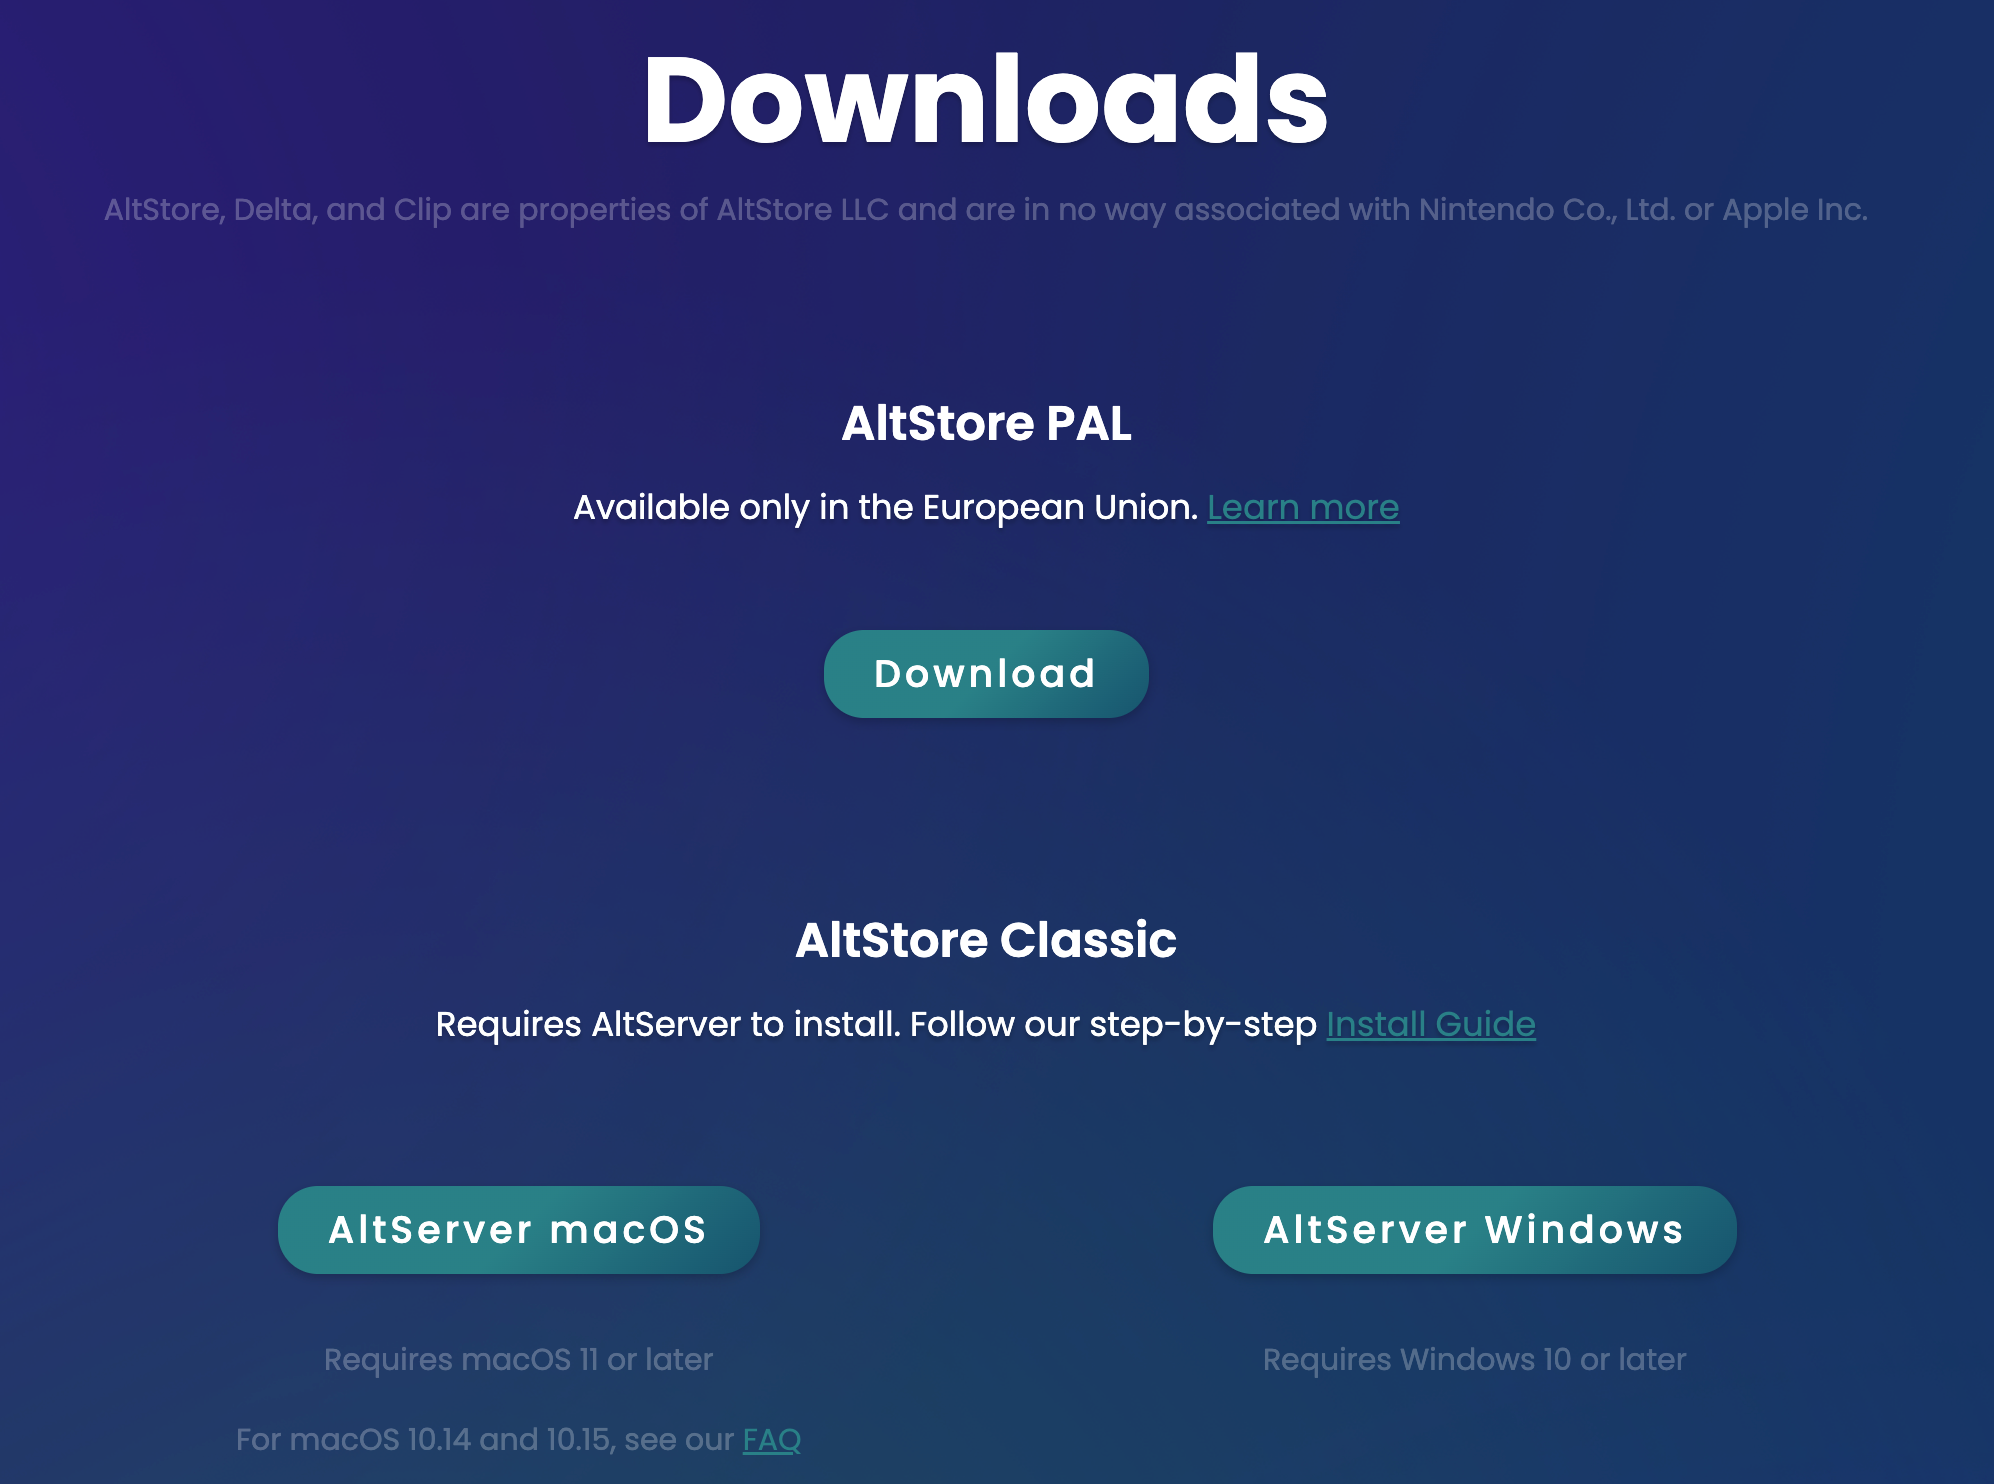 Downloads
AltStore, Delta, and Clip are properties of AltStore LLC and are in no way associated with Nintendo Co., Ltd. or Apple Inc.
AltStore PAL
Available only in the European Union. Learn more
Download
AltStore Classic
Requires AltServer to install. Follow our step-by-step Install Guide
AltServer macOS
Requires macOS 11 or later
For macOS 10.14 and 10.15, see our FAQ
AltServer Windows
Requires Windows 10 or later